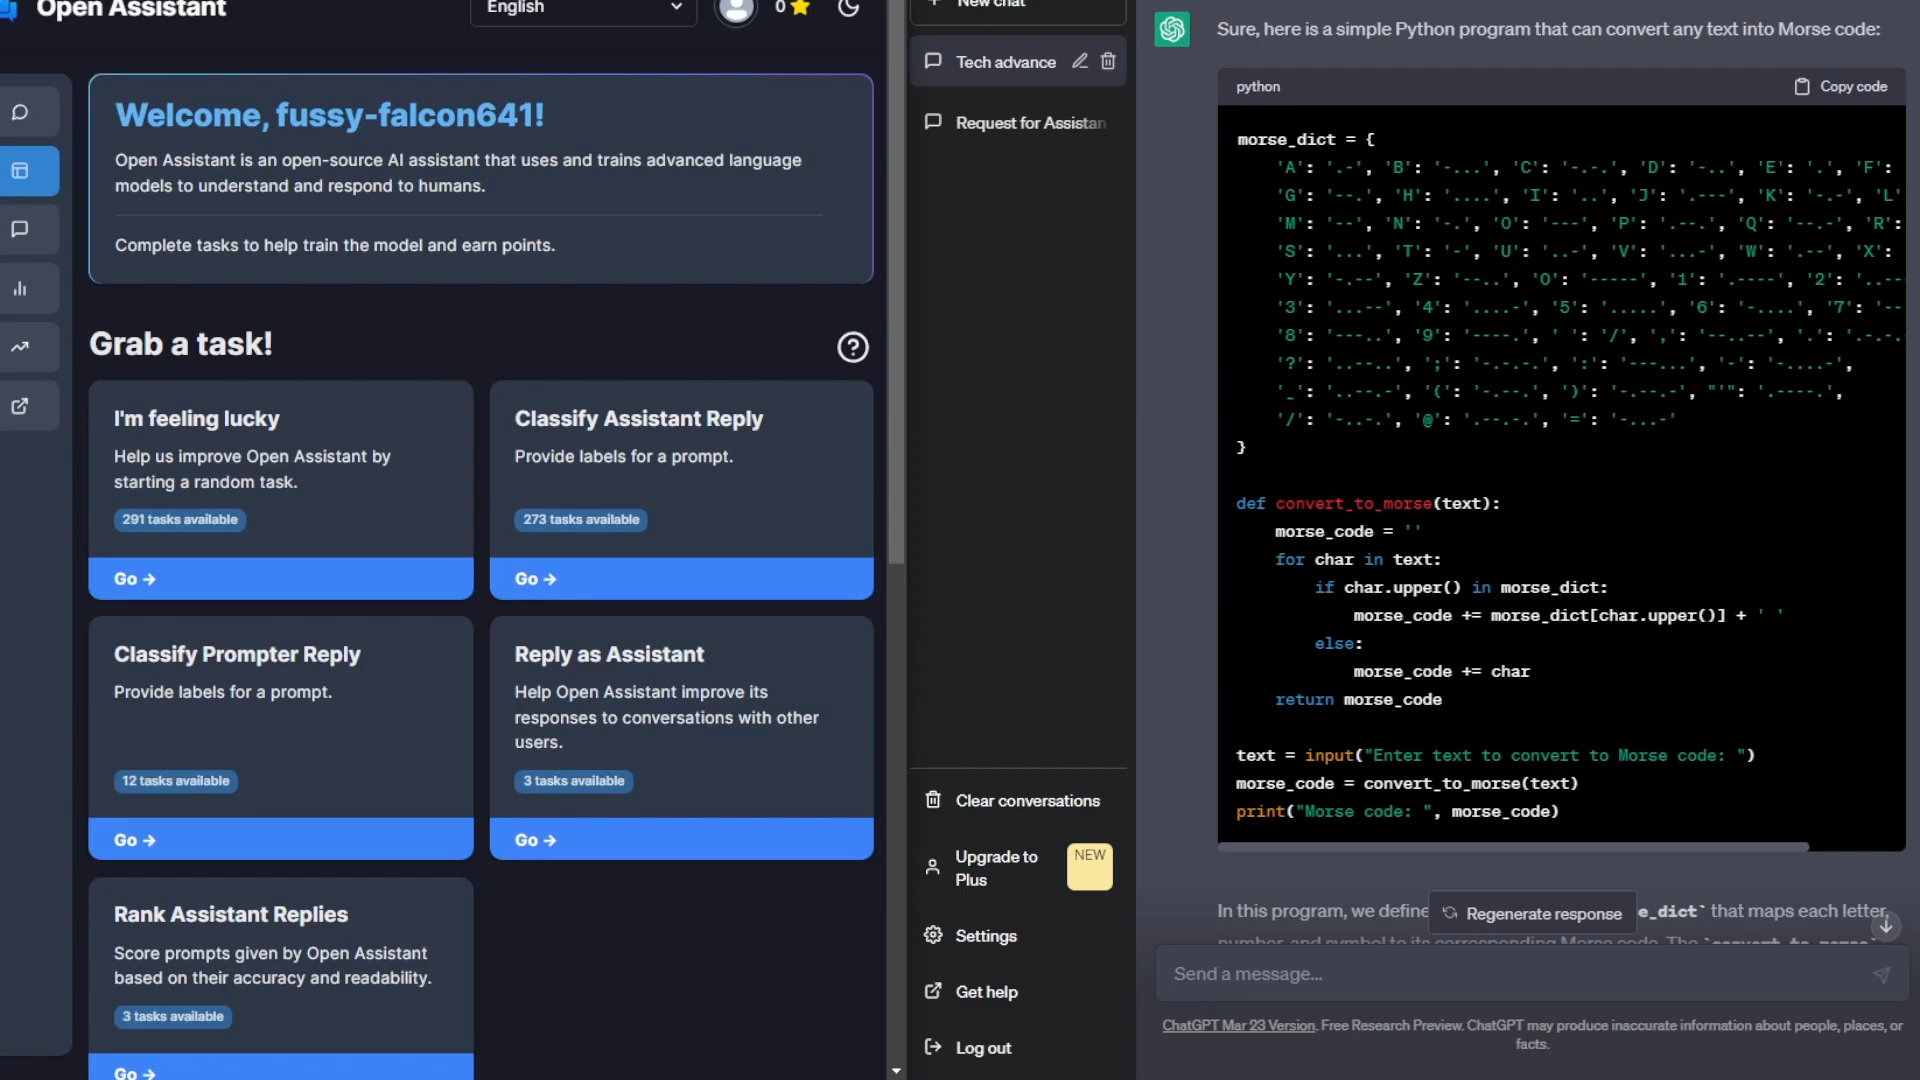 Open Assistant
English
0
Welcome, fussy-falcon641!
Open Assistant is an open-source AI assistant that uses and trains advanced language
models to understand and respond to humans.
Complete tasks to help train the model and earn points.
Grab a task!
I'm feeling lucky
Help us improve Open Assistant by
starting a random task.
291 tasks available
Go →
Classify Assistant Reply
Provide labels for a prompt.
273 tasks available
Go →
Classify Prompter Reply
Provide labels for a prompt.
12 tasks available
Go →
Reply as Assistant
Help Open Assistant improve its
responses to conversations with other
users.
3 tasks available
Go →
Rank Assistant Replies
Score prompts given by Open Assistant
based on their accuracy and readability.
3 tasks available
Go →
New chat
Tech advance
Request for Assistan
Clear conversations
Upgrade to
Plus
NEW
Settings
Get help
Log out
Sure, here is a simple Python program that can convert any text into Morse code:
python
Copy code
morse_dict = {
'A': '.-', 'B': '-...', 'C': '-.-.', 'D': '-..', 'E': '.', 'F':
'G': '--.', 'H': '....', 'I': '..', 'J': '.---', 'K': '-.-', 'L'
'M': '--', 'N': '-.', 'O': '---', 'P': '.--.', 'Q': '--.-', 'R':
'S': '...', 'T': '-', 'U': '..-', 'V': '...-', 'W': '.--', 'X':
'Y': '-.--', 'Z': '--..', '0': '-----', '1': '.----', '2': '..---
'3': '...--', '4': '....-', '5': '.....', '6': '-....', '7': '--
'8': '---..', '9': '----.', ' ': '/', ',': '--..--', '.': '.-.-.
'?': '..--..', ';': '-.-.-.', ':': '---...', '-': '-....-',
'_': '..--.-', '(': '-.--.', ')': '-.--.-', "'": '.----.',
'/': '-..-.', '@': '.--.-.', '=': '-...-'
}
def convert_to_morse(text):
morse_code = ''
for char in text:
if char.upper() in morse_dict:
morse_code += morse_dict[char.upper()] + ' '
else:
morse_code += char
return morse_code
text = input("Enter text to convert to Morse code: ")
morse_code = convert_to_morse(text)
print("Morse code: ", morse_code)
In this program, we define
e_dict` that maps each letter,
Regenerate response
number, and symbol to its corresponding Morse code. The `convert_to_morse`
Send a message...
ChatGPT Mar 23 Version. Free Research Preview. ChatGPT may produce inaccurate information about people, places, or
facts.